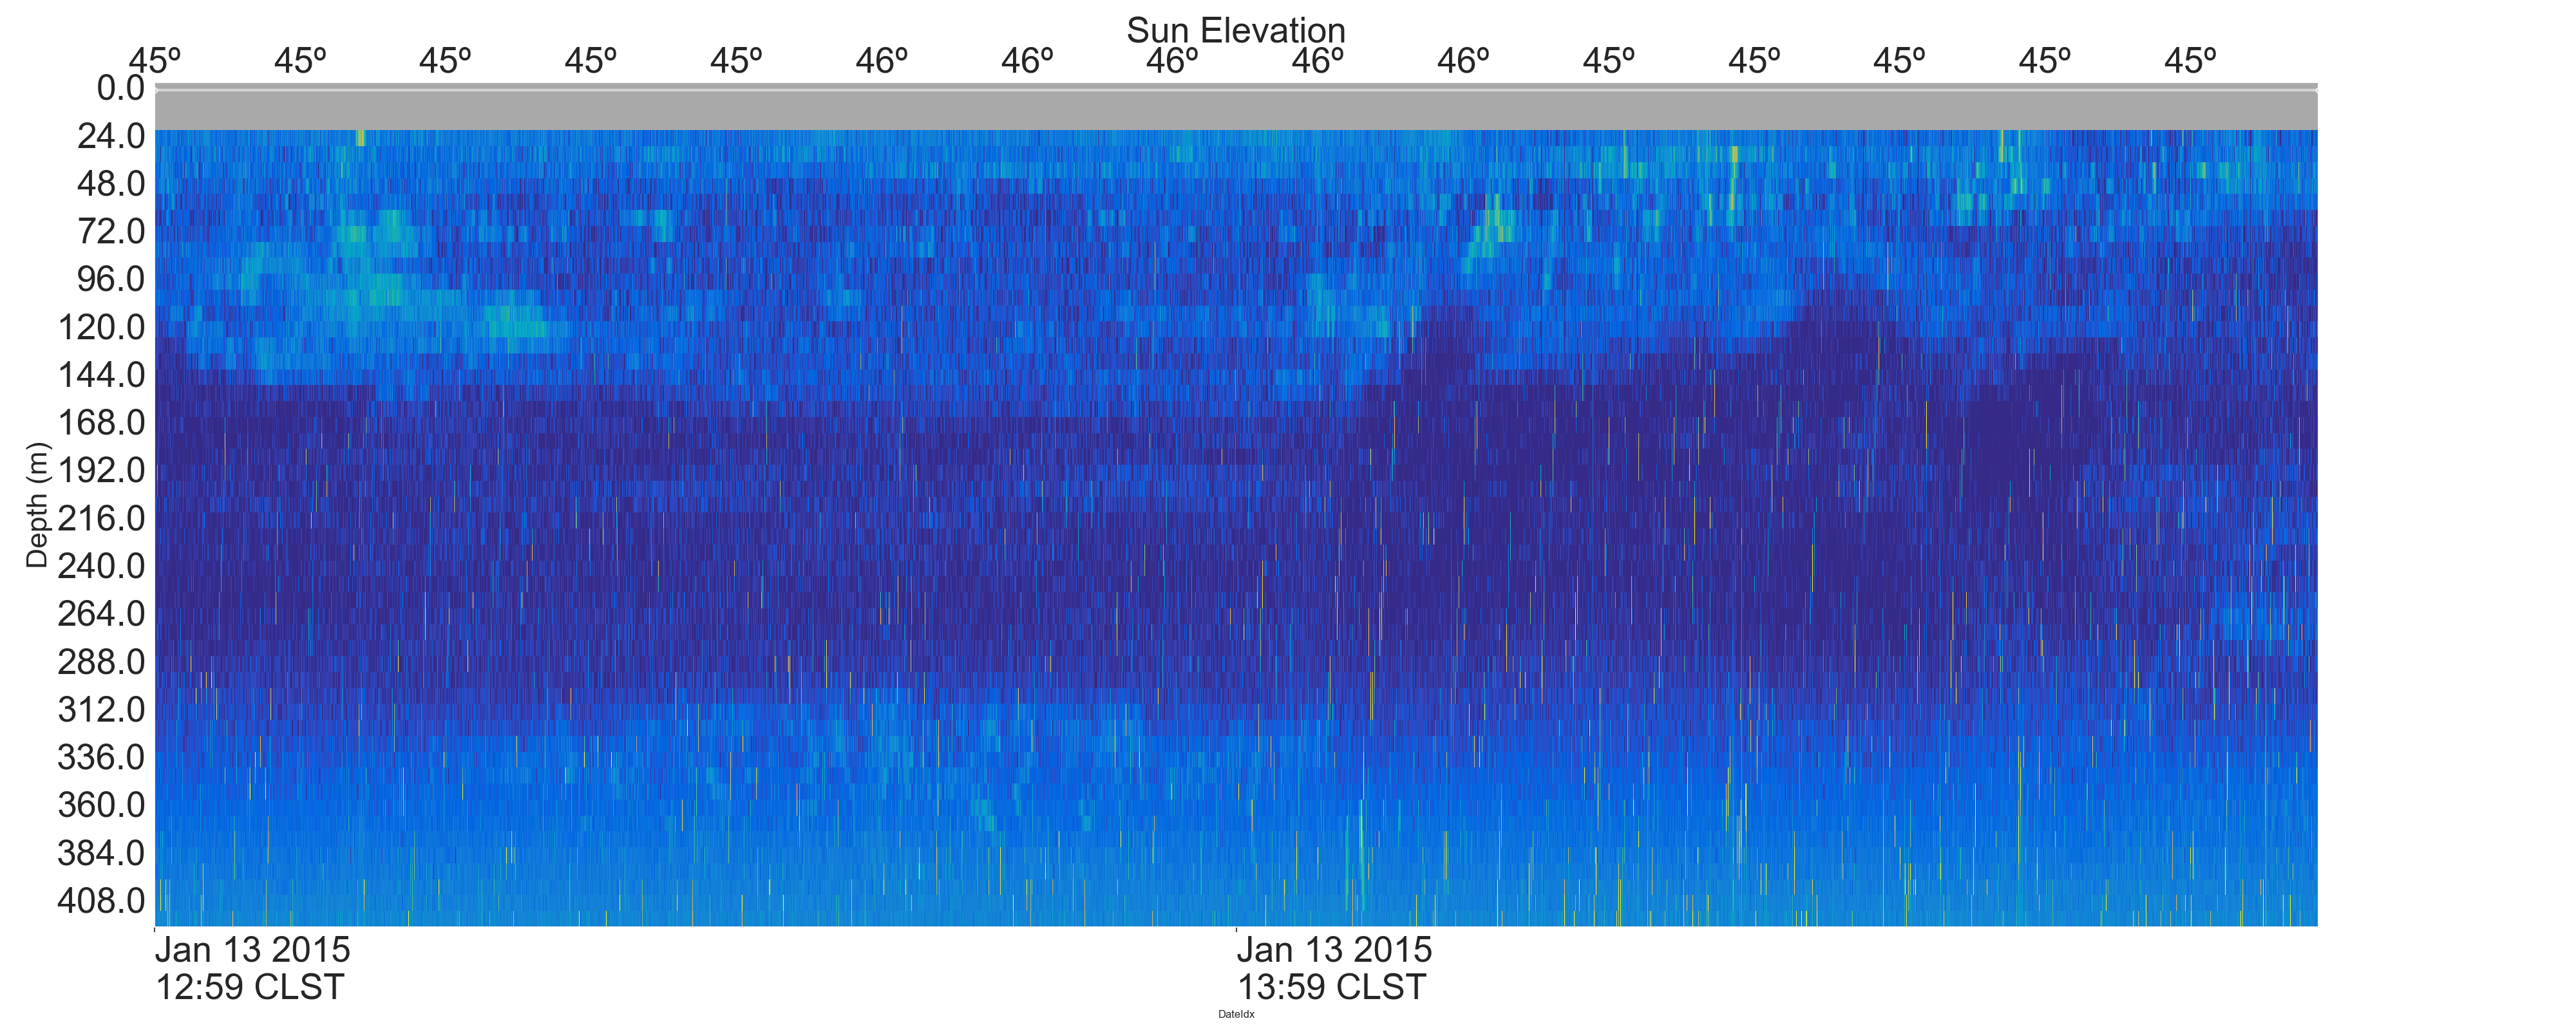 Sun Elevation
45º 45º 45º 45º 45º 46º 46º 46º 46º 46º 45º 45º 45º 45º 45º
0.0
24.0
48.0
72.0
96.0
120.0
144.0
168.0
192.0
216.0
240.0
264.0
288.0
312.0
336.0
360.0
384.0
408.0
Depth (m)
Jan 13 2015
12:59 CLST
Jan 13 2015
13:59 CLST
DateIdx